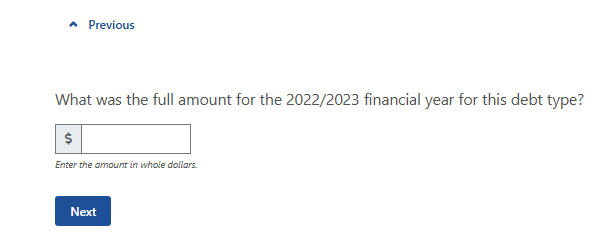 Previous
What was the full amount for the 2022/2023 financial year for this debt type?
$
Enter the amount in whole dollars.
Next